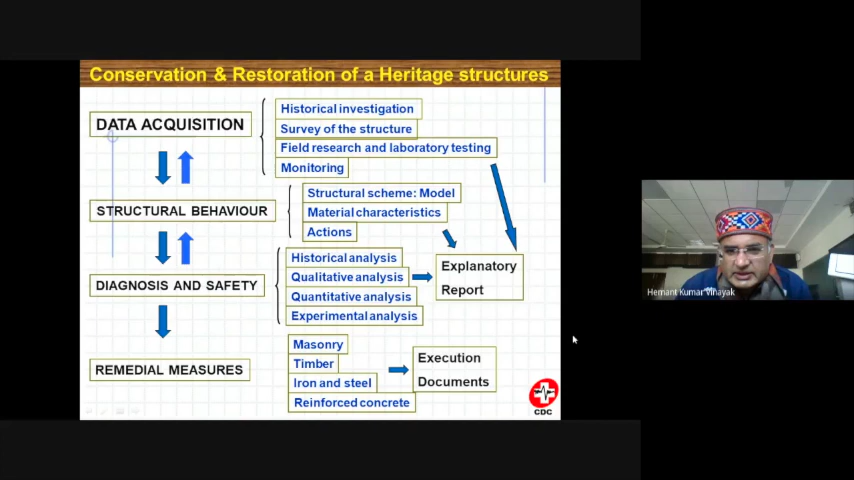 Conservation & Restoration of a Heritage structures
DATA ACQUISITION
Historical investigation
Survey of the structure
Field research and laboratory testing
Monitoring
STRUCTURAL BEHAVIOUR
Structural scheme: Model
Material characteristics
Actions
DIAGNOSIS AND SAFETY
Historical analysis
Qualitative analysis
Quantitative analysis
Experimental analysis
Explanatory
Report
REMEDIAL MEASURES
Masonry
Timber
Iron and steel
Reinforced concrete
Execution
Documents
CDC
Hemant Kumar Vinayak